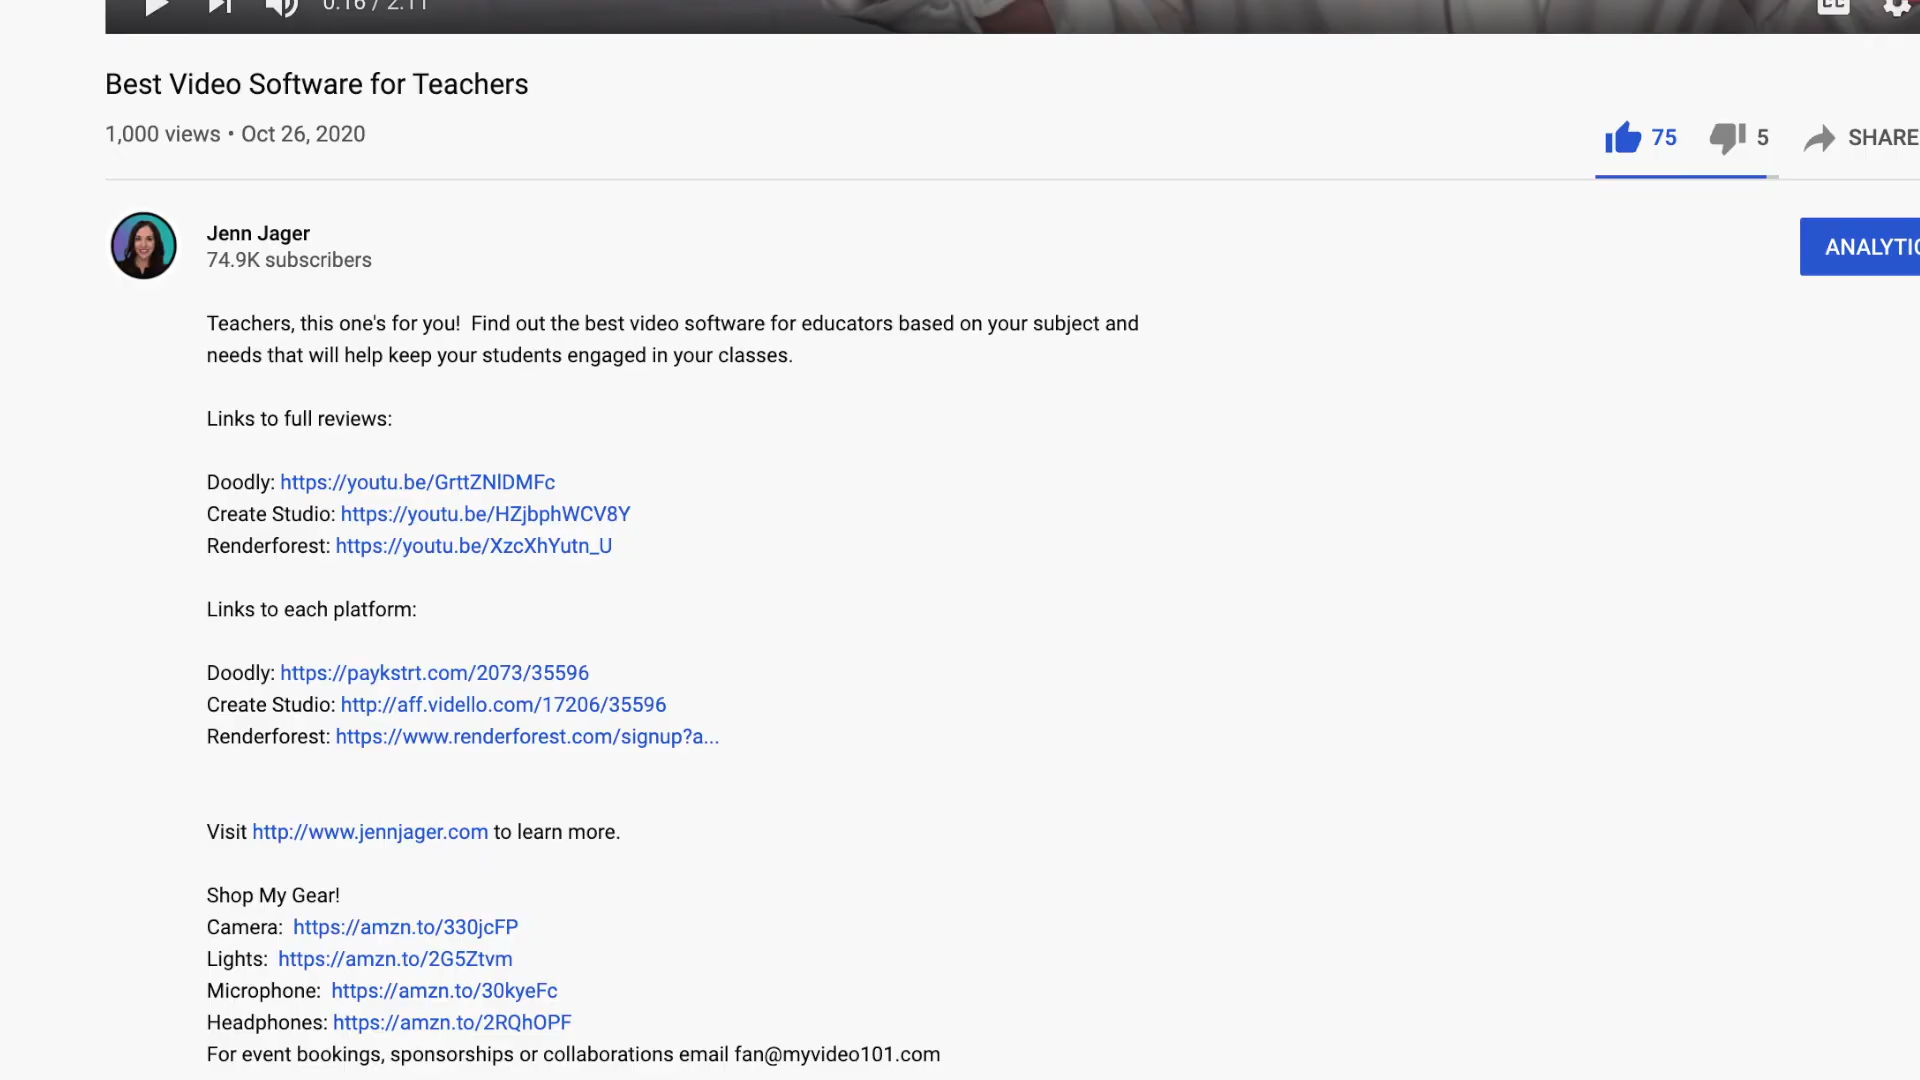 0:16 / 2:11
Best Video Software for Teachers
1,000 views • Oct 26, 2020
75
5
SHARE
Jenn Jager
74.9K subscribers
Teachers, this one's for you!  Find out the best video software for educators based on your subject and
needs that will help keep your students engaged in your classes.
Links to full reviews:
Doodly: https://youtu.be/GrttZNlDMFc
Create Studio: https://youtu.be/HZjbphWCV8Y
Renderforest: https://youtu.be/XzcXhYutn_U
Links to each platform:
Doodly: https://paykstrt.com/2073/35596
Create Studio: http://aff.vidello.com/17206/35596
Renderforest: https://www.renderforest.com/signup?a...
Visit http://www.jennjager.com to learn more.
Shop My Gear!
Camera:  https://amzn.to/330jcFP
Lights:  https://amzn.to/2G5Ztvm
Microphone:  https://amzn.to/30kyeFc
Headphones: https://amzn.to/2RQhOPF
For event bookings, sponsorships or collaborations email fan@myvideo101.com